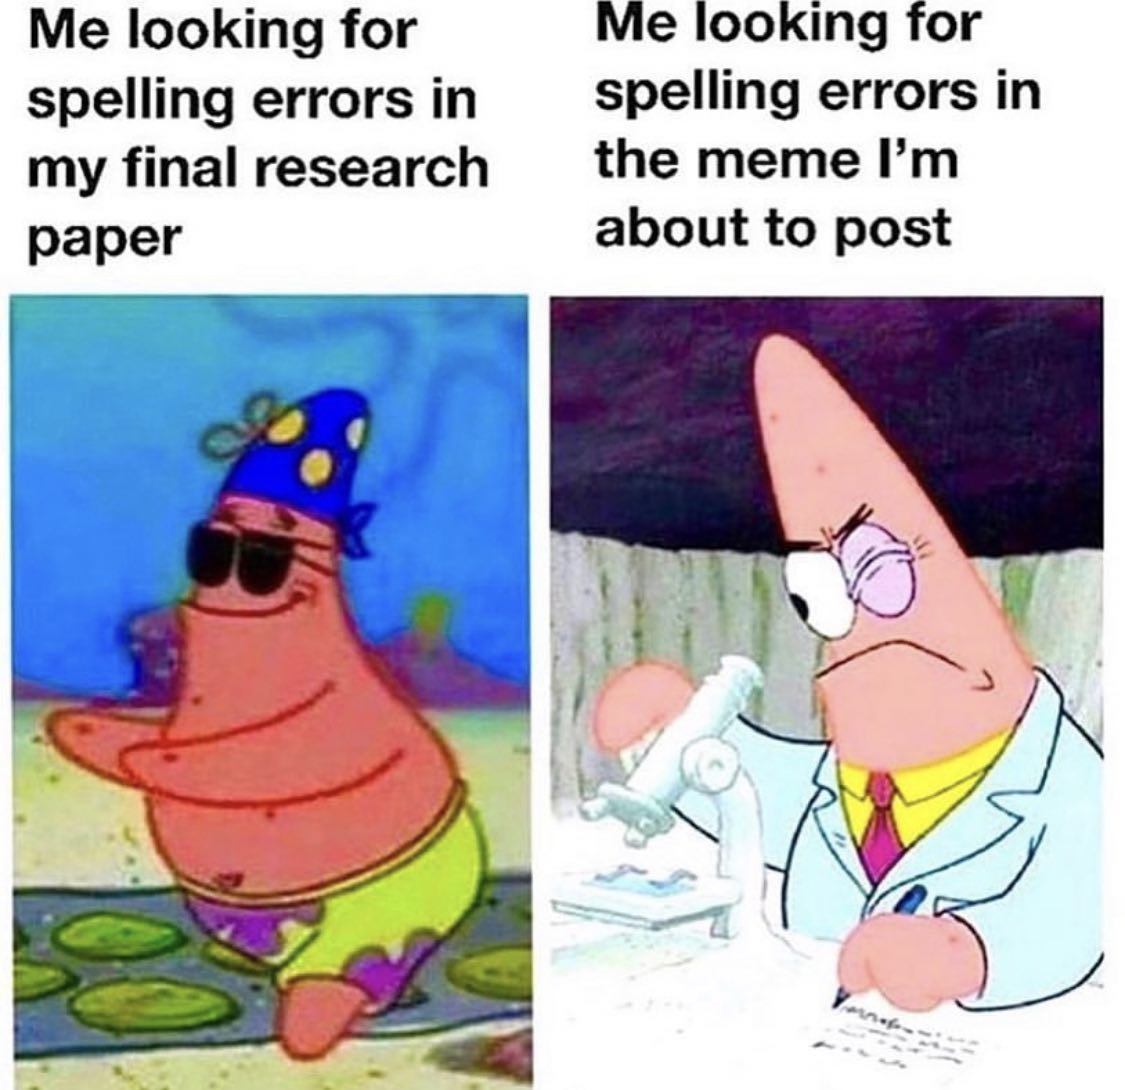 Me looking for
spelling errors in
my final research
paper
Me looking for
spelling errors in
the meme I'm
about to post